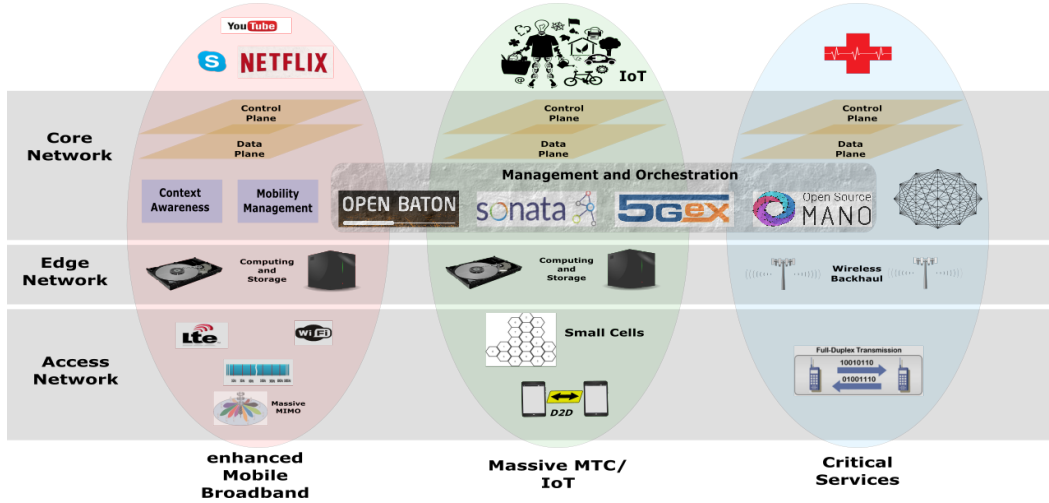 YouTube
S
NETFLIX
IoT
@
Core
Network
Control
Plane
Data
Plane
Control
Plane
Data
Plane
Control
Plane
Data
Plane
Management and Orchestration
Context
Awareness
Mobility
Management
OPEN BATON
sonata
5Gex
Open Source
MANO
Edge
Network
Computing
and
Storage
Computing
and
Storage
Wireless
Backhaul
Access
Network
Lte
Wi Fi
Massive
MIMO
Small Cells
D2D
Full-Duplex Transmission
10010110
01001110
enhanced
Mobile
Broadband
Massive MTC/
IoT
Critical
Services